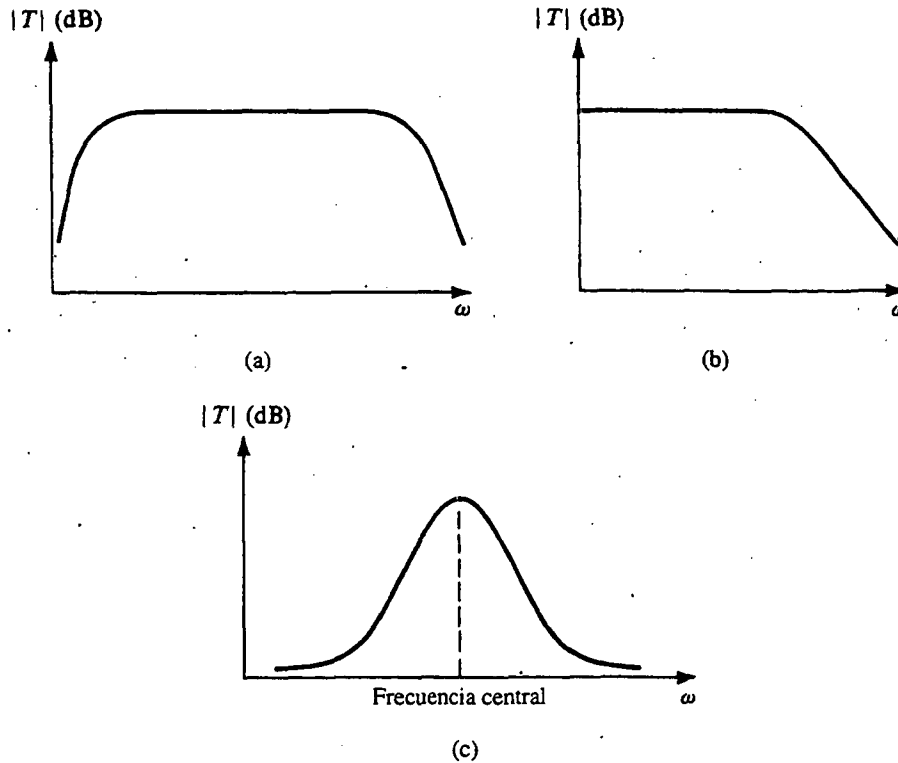 |T| (dB)
|T| (dB)
ω
ω
(a)
(b)
|T| (dB)
Frecuencia central
ω
(c)